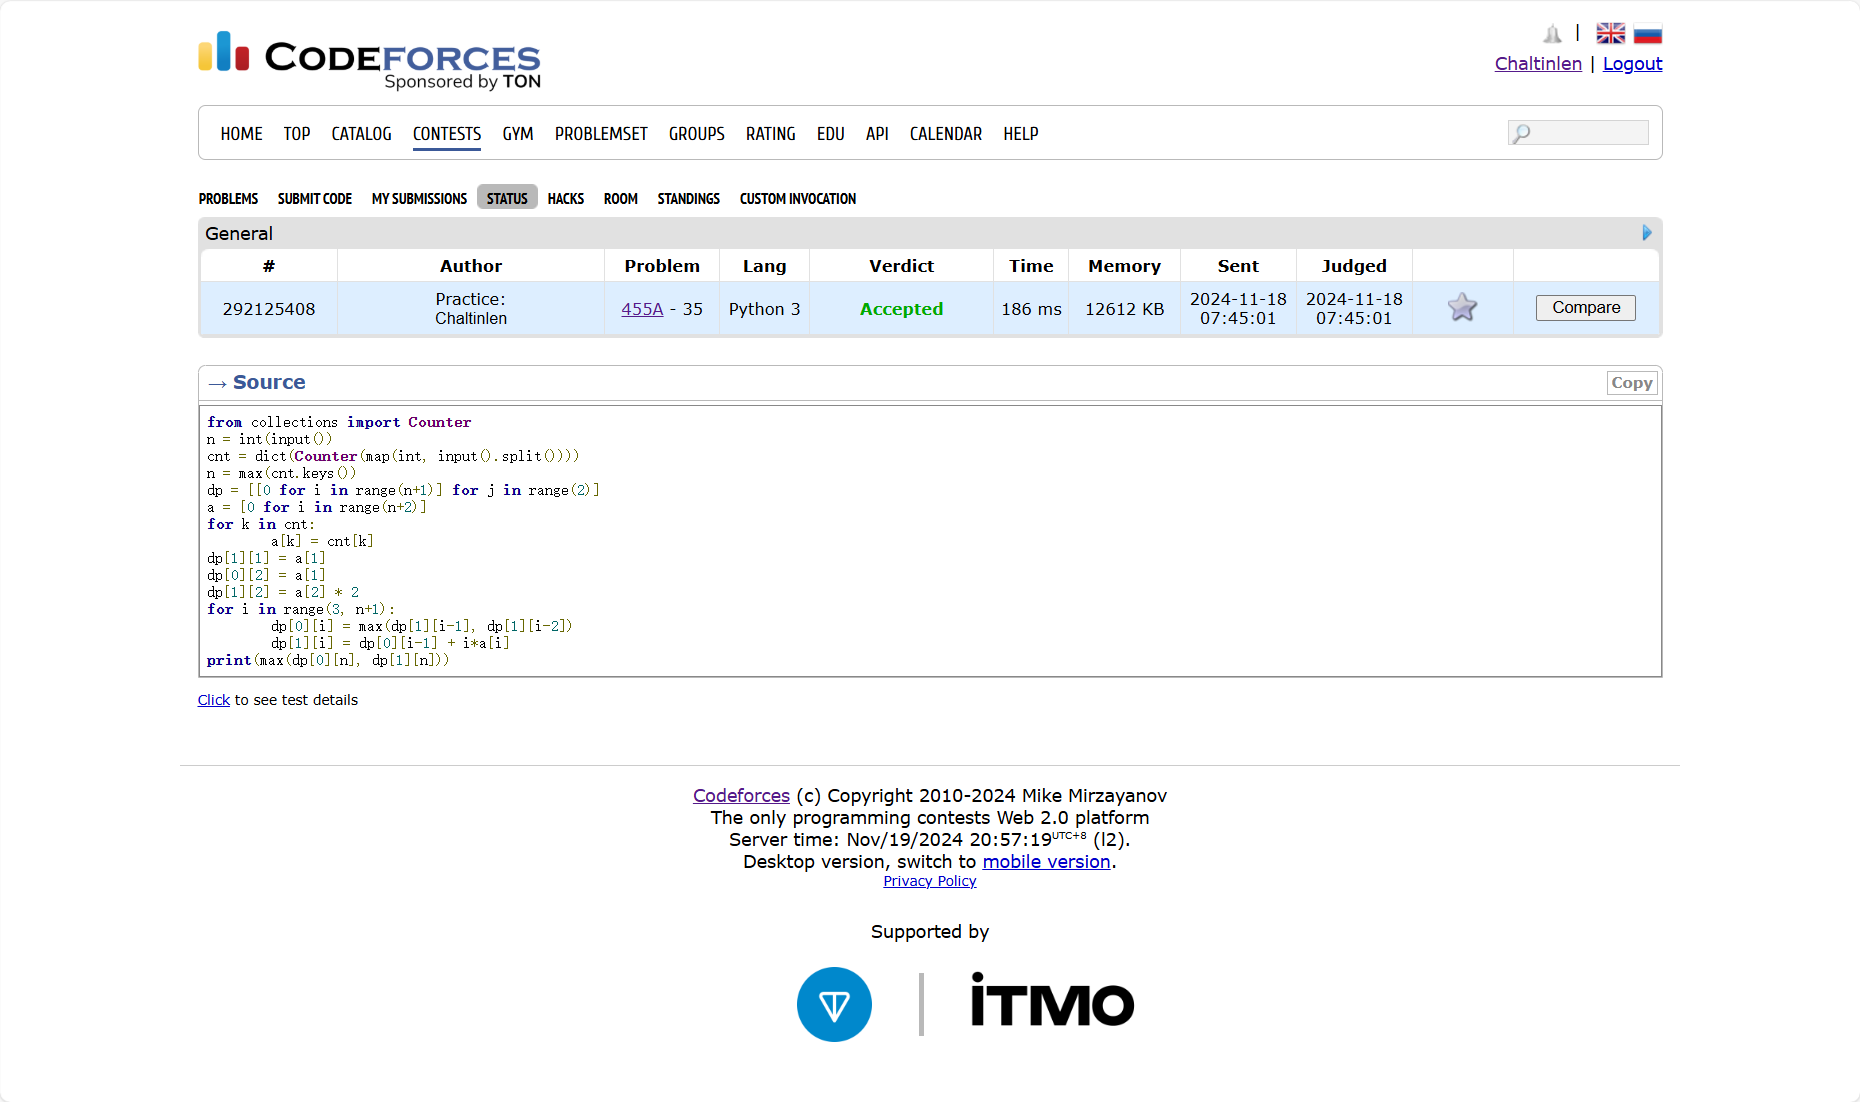 CODEFORCES
Sponsored by TON
|
Chaltinlen | Logout
HOME TOP CATALOG CONTESTS GYM PROBLEMSET GROUPS RATING EDU API CALENDAR HELP
PROBLEMS SUBMIT CODE MY SUBMISSIONS STATUS HACKS ROOM STANDINGS CUSTOM INVOCATION
General
# Author Problem Lang Verdict Time Memory Sent Judged
292125408 Practice: Chaltinlen 455A - 35 Python 3 Accepted 186 ms 12612 KB 2024-11-18 07:45:01 2024-11-18 07:45:01 Compare
→ Source Copy
from collections import Counter
n = int(input())
cnt = dict(Counter(map(int, input().split())))
n = max(cnt.keys())
dp = [[0 for i in range(n+1)] for j in range(2)]
a = [0 for i in range(n+2)]
for k in cnt:
        a[k] = cnt[k]
dp[1][1] = a[1]
dp[0][2] = a[1]
dp[1][2] = a[2] * 2
for i in range(3, n+1):
        dp[0][i] = max(dp[1][i-1], dp[1][i-2])
        dp[1][i] = dp[0][i-1] + i*a[i]
print(max(dp[0][n], dp[1][n]))
Click to see test details
Codeforces (c) Copyright 2010-2024 Mike Mirzayanov
The only programming contests Web 2.0 platform
Server time: Nov/19/2024 20:57:19UTC+8 (l2).
Desktop version, switch to mobile version.
Privacy Policy
Supported by
iTMO